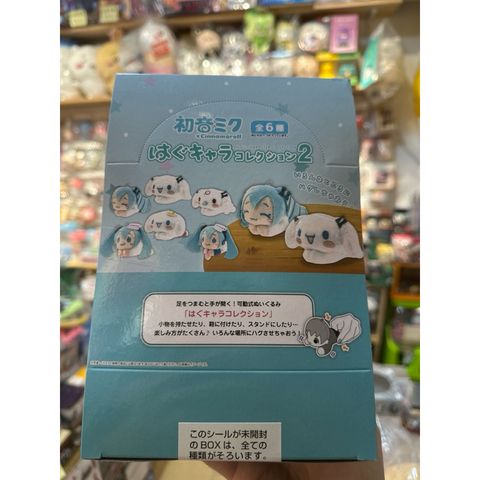 初音ミク
×Cinnamoroll
全6種
はぐキャラコレクション2
足をつまむと手が開く!可動式ぬいぐるみ
「はぐキャラコレクション」
小物を持たせたり、鞄に付けたり、スタンドにしたり…
楽しみ方がたくさん♪ いろんな場所にハグさせちゃおう!
このシールが未開封
のBOXは、全ての
種類がそろいます。